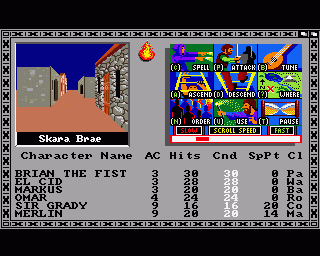 (C) SPELL (P) ATTACK (B) TUNE
(A) ASCEND (D) DESCEND (?) WHERE
(N) ORDER (U) USE (T) PAUSE
SLOW SCROLL SPEED FAST
Skara Brae
Character Name AC Hits Cnd SpPt Cl
BRIAN THE FIST 3 30 30 0 Pa
EL CID 3 28 28 0 Wa
MARKUS 3 20 20 0 Ba
OMAR 4 24 24 0 Ro
SIR GRADY 9 16 16 20 Co
MERLIN 9 20 20 14 Ma